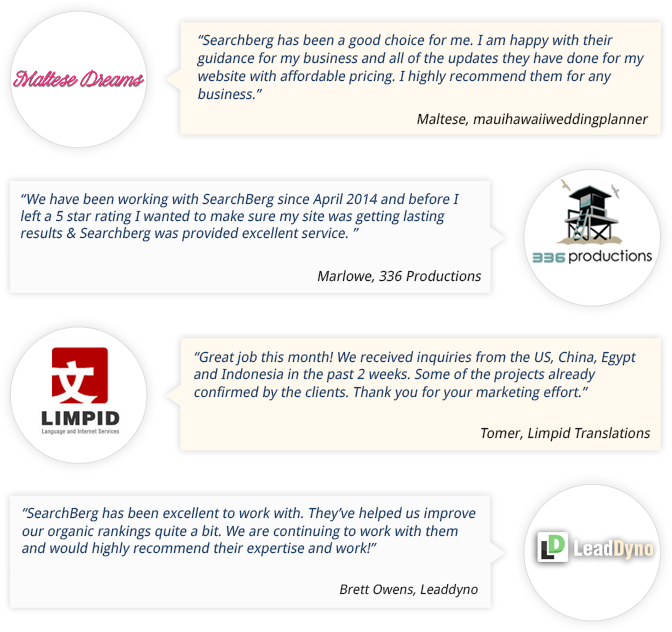 Maltese Dreams
“Searchberg has been a good choice for me. I am happy with their
guidance for my business and all of the updates they have done for my
website with affordable pricing. I highly recommend them for any
business.”
Maltese, mauihawaiiweddingplanner
“We have been working with SearchBerg since April 2014 and before I
left a 5 star rating I wanted to make sure my site was getting lasting
results & Searchberg was provided excellent service. ”
Marlowe, 336 Productions
336 productions
文
LIMPID
Language and Internet Services
“Great job this month! We received inquiries from the US, China, Egypt
and Indonesia in the past 2 weeks. Some of the projects already
confirmed by the clients. Thank you for your marketing effort.”
Tomer, Limpid Translations
“SearchBerg has been excellent to work with. They’ve helped us improve
our organic rankings quite a bit. We are continuing to work with them
and would highly recommend their expertise and work!”
Brett Owens, Leaddyno
LD LeadDyno